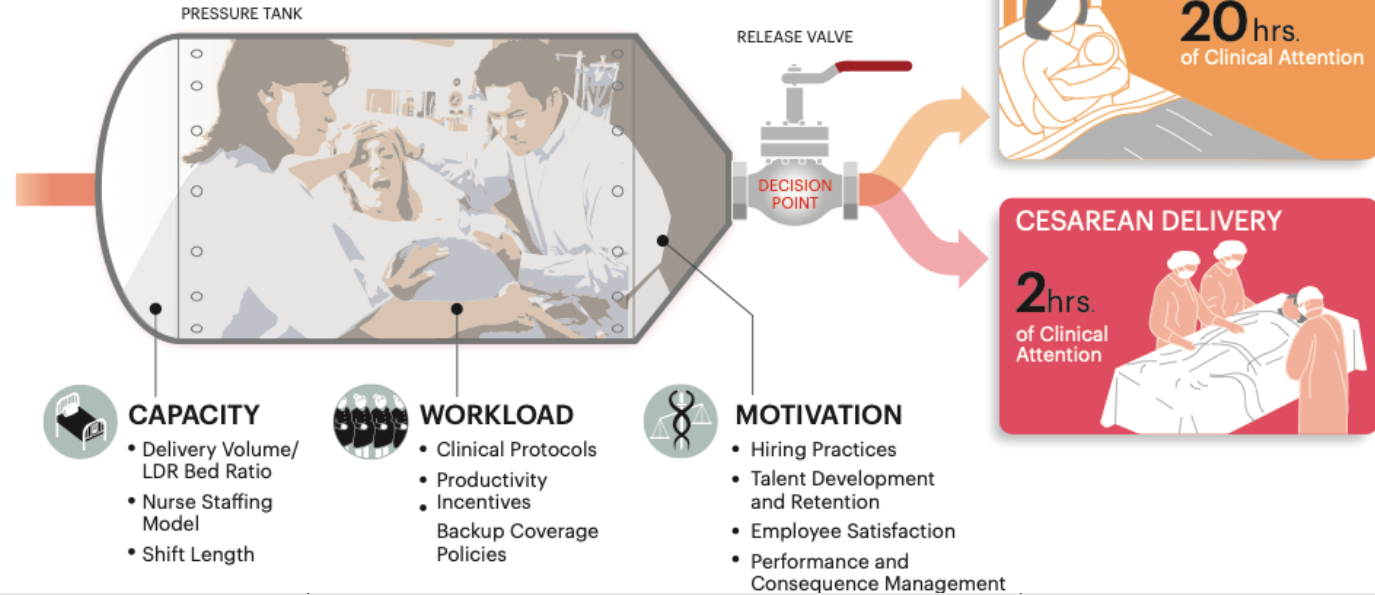 PRESSURE TANK
RELEASE VALVE
DECISION
POINT
20 hrs.
of Clinical Attention
CESAREAN DELIVERY
2hrs.
of Clinical
Attention
CAPACITY
• Delivery Volume/
LDR Bed Ratio
• Nurse Staffing
Model
• Shift Length
WORKLOAD
• Clinical Protocols
• Productivity
• Incentives
Backup Coverage
Policies
MOTIVATION
• Hiring Practices
• Talent Development
and Retention
• Employee Satisfaction
• Performance and
Consequence Management